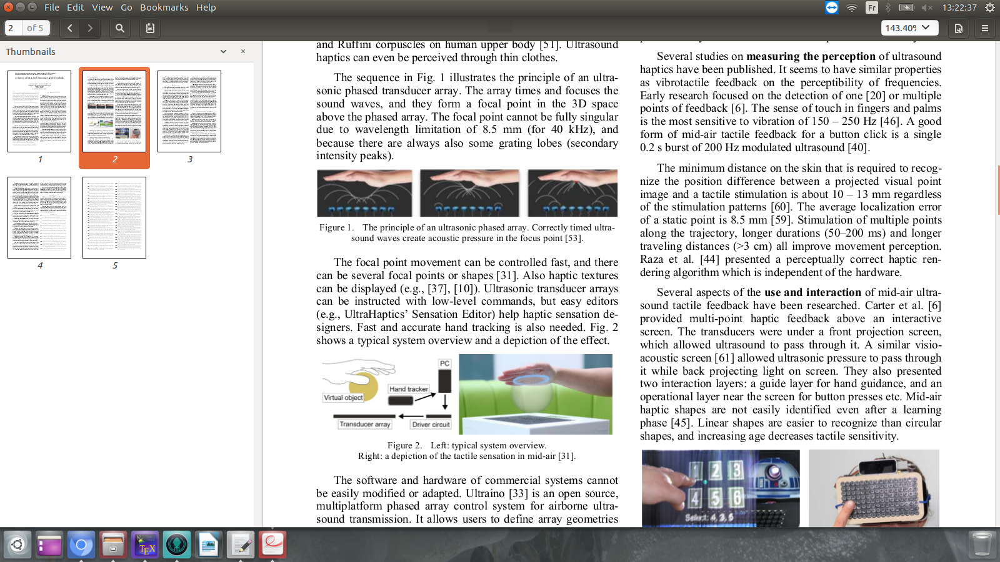 File Edit View Go Bookmarks Help
Fr
13:22:37
2 of 5
143.40%
Thumbnails
1
2
3
4
5
and Ruffini corpuscles on human upper body [51]. Ultrasound
haptics can even be perceived through thin clothes.
The sequence in Fig. 1 illustrates the principle of an ultra-
sonic phased transducer array. The array times and focuses the
sound waves, and they form a focal point in the 3D space
above the phased array. The focal point cannot be fully singular
due to wavelength limitation of 8.5 mm (for 40 kHz), and
because there are always also some grating lobes (secondary
intensity peaks).
Figure 1. The principle of an ultrasonic phased array. Correctly timed ultra-
sound waves create acoustic pressure in the focus point [53].
The focal point movement can be controlled fast, and there
can be several focal points or shapes [31]. Also haptic textures
can be displayed (e.g., [37], [10]). Ultrasonic transducer arrays
can be instructed with low-level commands, but easy editors
(e.g., UltraHaptics’ Sensation Editor) help haptic sensation de-
signers. Fast and accurate hand tracking is also needed. Fig. 2
shows a typical system overview and a depiction of the effect.
PC
Hand tracker
Virtual object
Transducer array
Driver circuit
Figure 2. Left: typical system overview.
Right: a depiction of the tactile sensation in mid-air [31].
The software and hardware of commercial systems cannot
be easily modified or adapted. Ultraino [33] is an open source,
multiplatform phased array control system for airborne ultra-
sound transmission. It allows users to define array geometries
Several studies on measuring the perception of ultrasound
haptics have been published. It seems to have similar properties
as vibrotactile feedback on the perceptibility of frequencies.
Early research focused on the detection of one [20] or multiple
points of feedback [6]. The sense of touch in fingers and palms
is the most sensitive to vibration of 150 – 250 Hz [46]. A good
form of mid-air tactile feedback for a button click is a single
0.2 s burst of 200 Hz modulated ultrasound [40].
The minimum distance on the skin that is required to recog-
nize the position difference between a projected visual point
image and a tactile stimulation is about 10 – 13 mm regardless
of the stimulation patterns [60]. The average localization error
of a static point is 8.5 mm [59]. Stimulation of multiple points
along the trajectory, longer durations (50–200 ms) and longer
traveling distances (>3 cm) all improve movement perception.
Raza et al. [44] presented a perceptually correct haptic ren-
dering algorithm which is independent of the hardware.
Several aspects of the use and interaction of mid-air ultra-
sound tactile feedback have been researched. Carter et al. [6]
provided multi-point haptic feedback above an interactive
screen. The transducers were under a front projection screen,
which allowed ultrasound to pass through it. A similar visio-
acoustic screen [61] allowed ultrasonic pressure to pass through
it while back projecting light on screen. They also presented
two interaction layers: a guide layer for hand guidance, and an
operational layer near the screen for button presses etc. Mid-air
haptic shapes are not easily identified even after a learning
phase [45]. Linear shapes are easier to recognize than circular
shapes, and increasing age decreases tactile sensitivity.
1 2 3
4 5 6
Select: 4, 3, 5
TEX